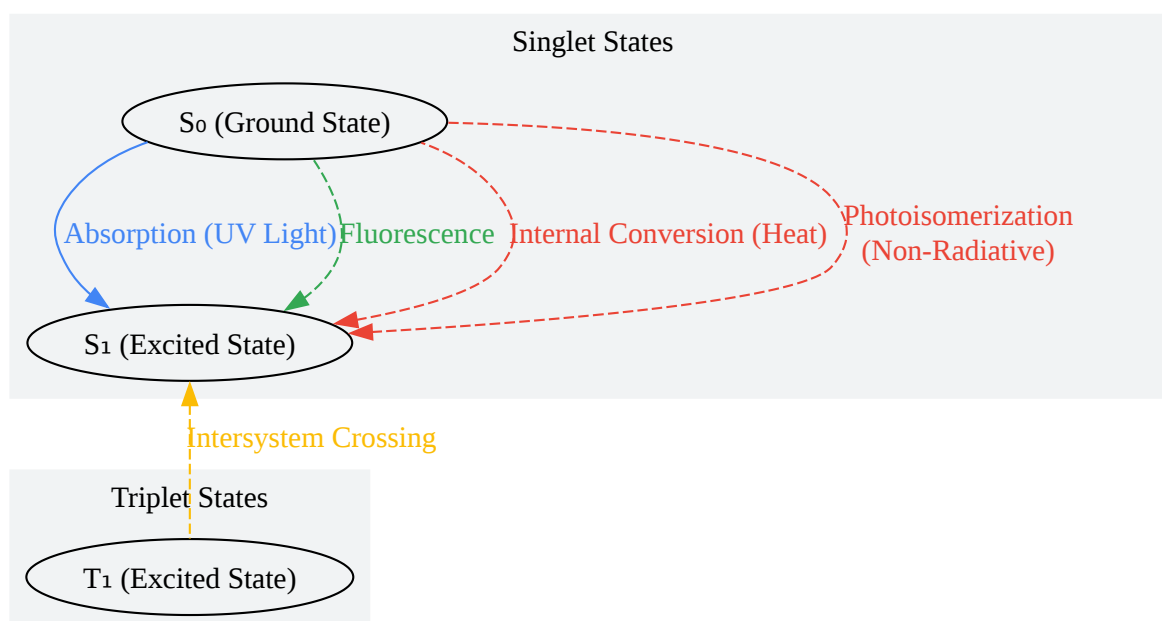 Singlet States
S₀ (Ground State)
Absorption (UV Light)
Fluorescence
Internal Conversion (Heat)
Photoisomerization
(Non-Radiative)
S₁ (Excited State)
Intersystem Crossing
Triplet States
T₁ (Excited State)